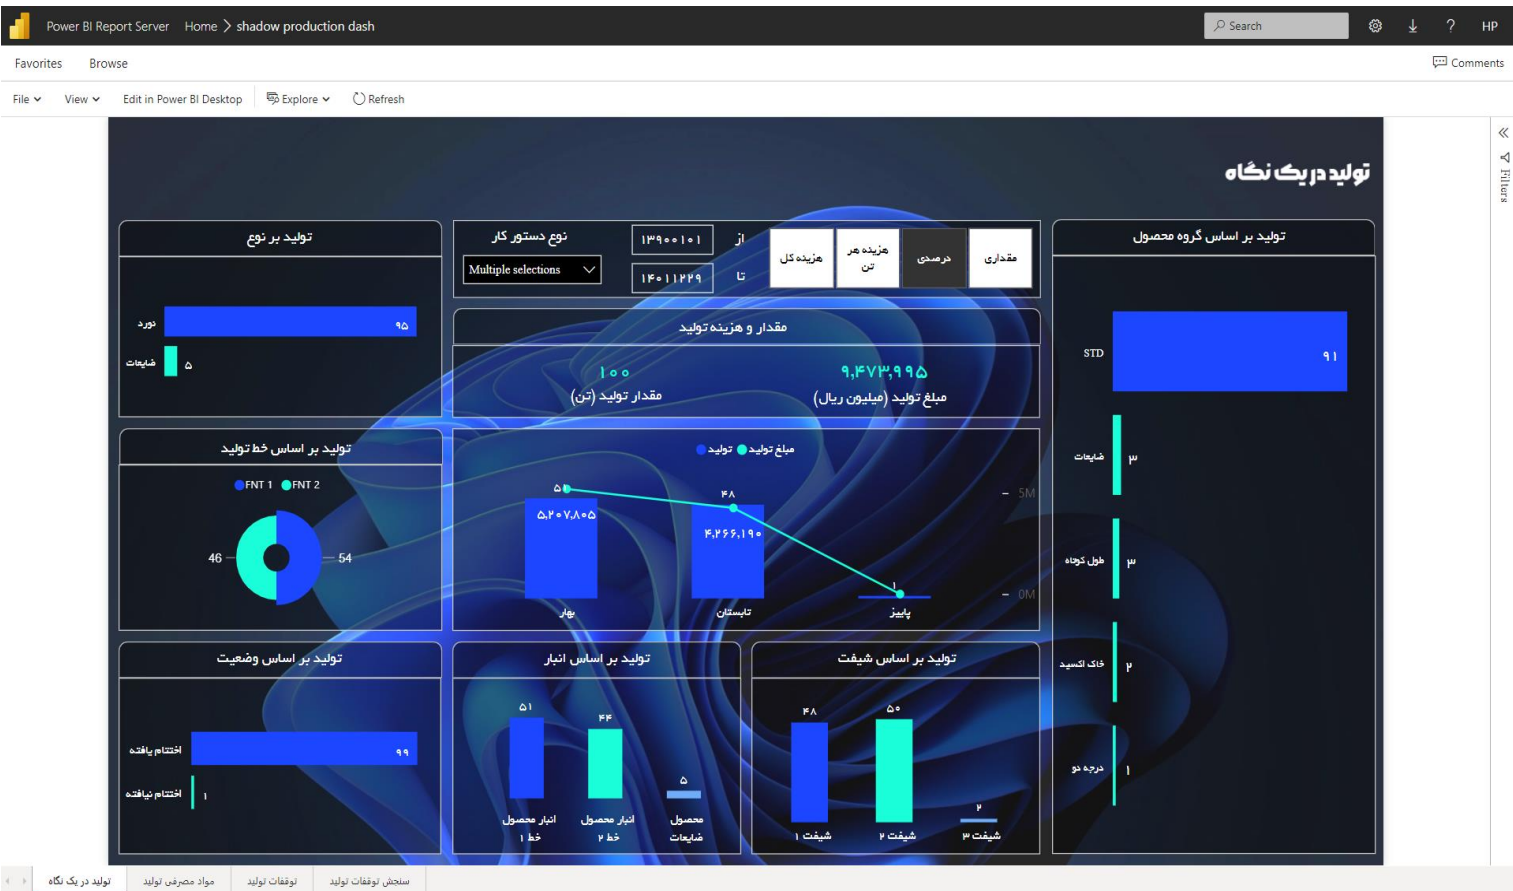 Power BI Report Server Home > shadow production dash Search ? HP
Favorites Browse Comments
File View Edit in Power BI Desktop Explore Refresh
Filters
تولید در یک نگاه
تولید بر اساس گروه محصول
STD ۹۱
ضایعات ۳
طول کوتاه ۳
خاک اکسید ۲
درجه دو ۱
مقداری
درصدی
هزینه هر تن
هزینه کل
از ۱۳۹۰۰۱۰۱
تا ۱۴۰۱۱۲۲۹
نوع دستور کار
Multiple selections
مقدار و هزینه تولید
۹,۴۷۳,۹۹۵
مبلغ تولید (میلیون ریال)
۱۰۰
مقدار تولید (تن)
تولید مبلغ تولید
۵۱ ۴۸ ۱
۵,۲۰۷,۸۰۵ ۴,۲۶۶,۱۹۰
5M
0M
بهار تابستان پاییز
تولید بر نوع
نورد ۹۵
ضایعات ۵
تولید بر اساس خط تولید
FNT 1 FNT 2
46 54
تولید بر اساس شیفت
۴۸ ۵۰ ۲
شیفت ۱ شیفت ۲ شیفت ۳
تولید بر اساس انبار
۵۱ ۴۴ ۵
انبار محصول خط ۱
انبار محصول خط ۲
محصول ضایعات
تولید بر اساس وضعیت
اختتام یافته ۹۹
اختتام نیافته ۱
تولید در یک نگاه
مواد مصرفی تولید
توقفات تولید
سنجش توقفات تولید